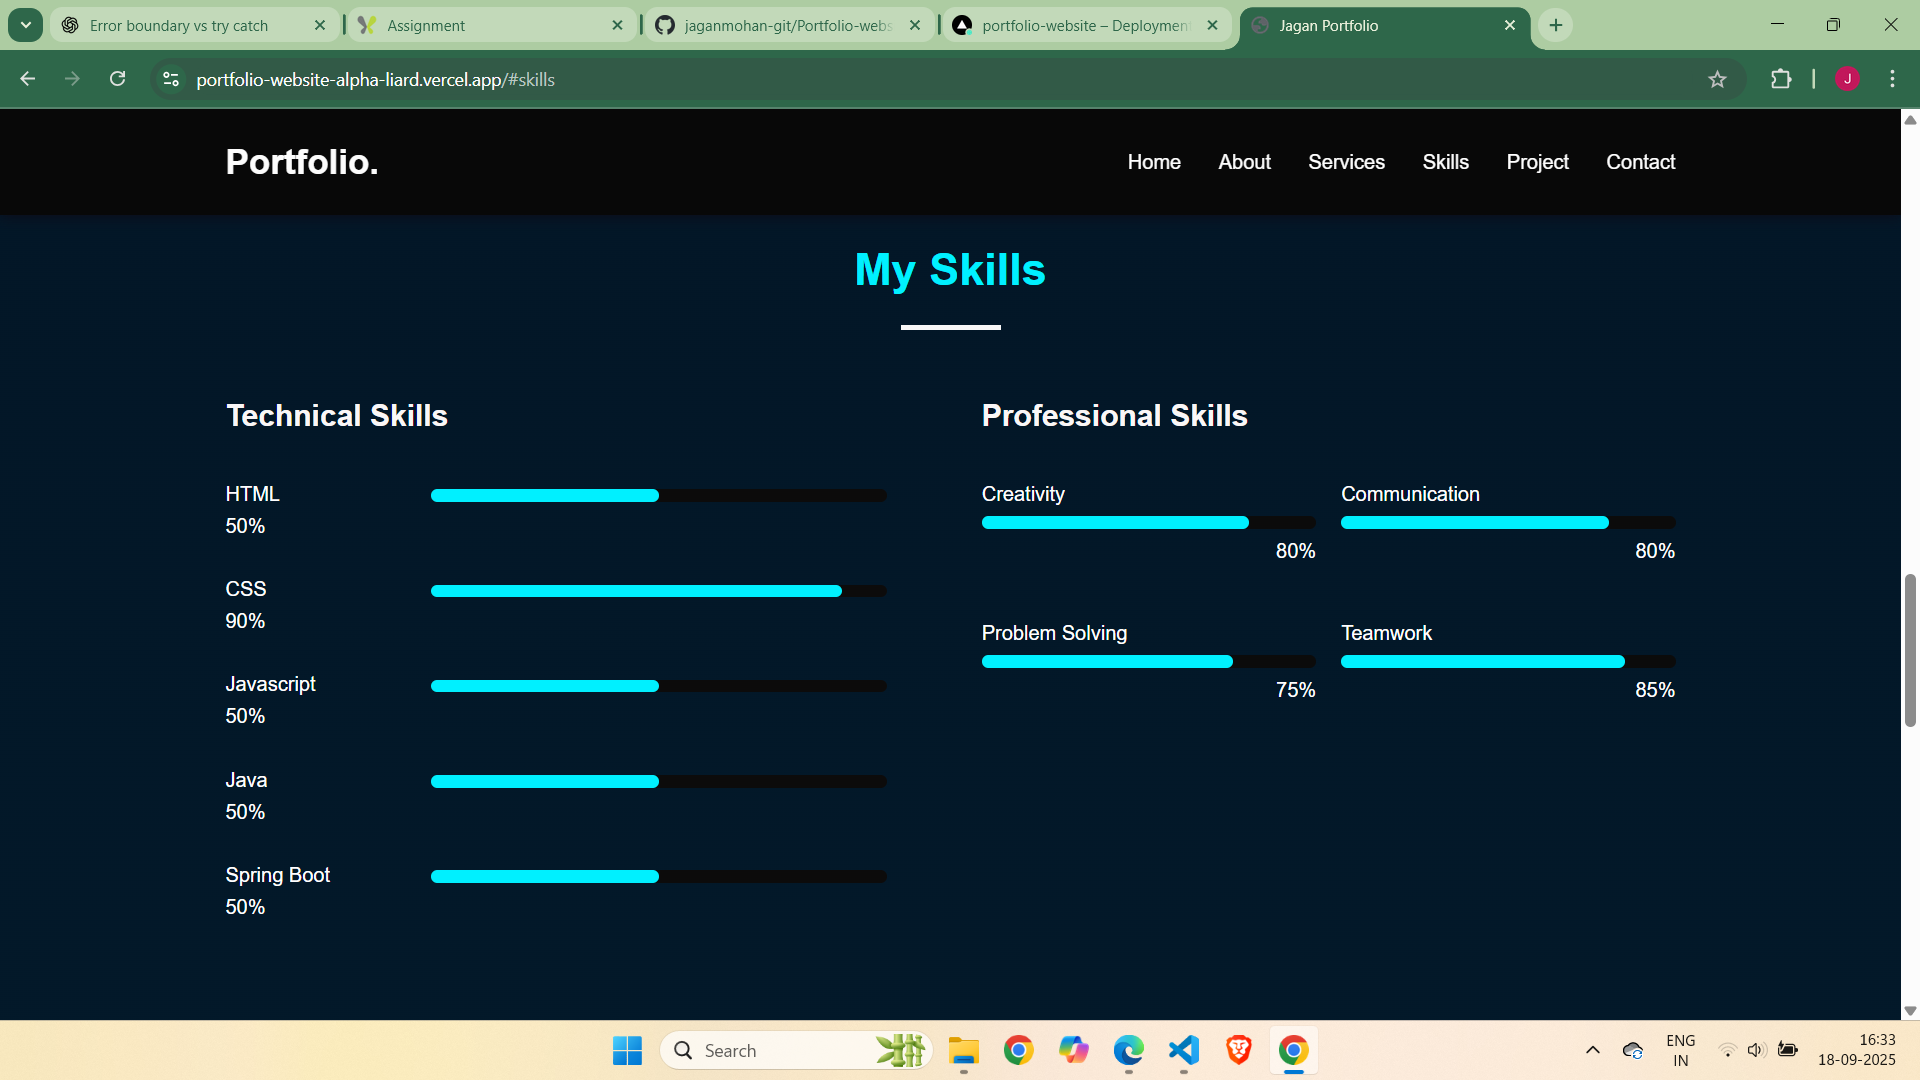 Error boundary vs try catch
Assignment
jaganmohan-git/Portfolio-webs
portfolio-website – Deploymen
Jagan Portfolio
portfolio-website-alpha-liard.vercel.app/#skills
J
Portfolio.
Home About Services Skills Project Contact
My Skills
Technical Skills
HTML
50%
CSS
90%
Javascript
50%
Java
50%
Spring Boot
50%
Professional Skills
Creativity
80%
Communication
80%
Problem Solving
75%
Teamwork
85%
Search
ENG
IN
16:33
18-09-2025